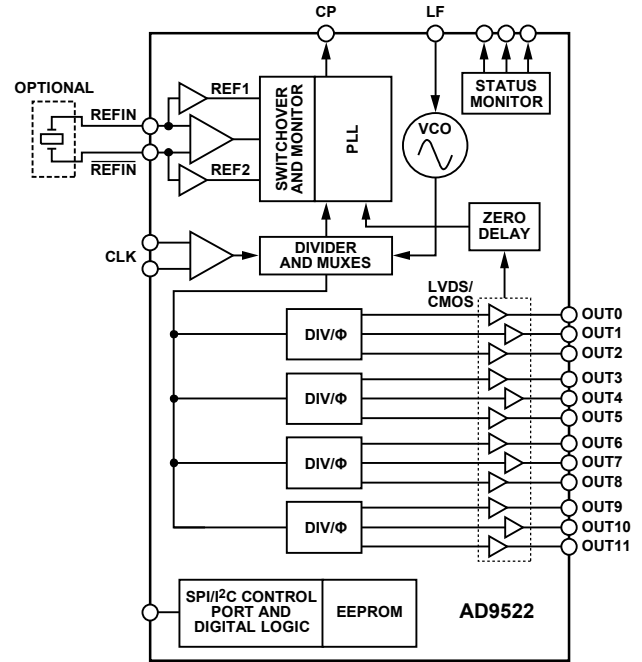 CP
LF
OPTIONAL
REFIN
REF1
STATUS
MONITOR
SWITCHOVER
AND MONITOR
PLL
VCO
REFIN
REF2
ZERO
DELAY
CLK
DIVIDER
AND MUXES
LVDS/
CMOS
DIV/Φ
OUT0
OUT1
OUT2
DIV/Φ
OUT3
OUT4
OUT5
DIV/Φ
OUT6
OUT7
OUT8
DIV/Φ
OUT9
OUT10
OUT11
SPI/I²C CONTROL
PORT AND
DIGITAL LOGIC
EEPROM
AD9522